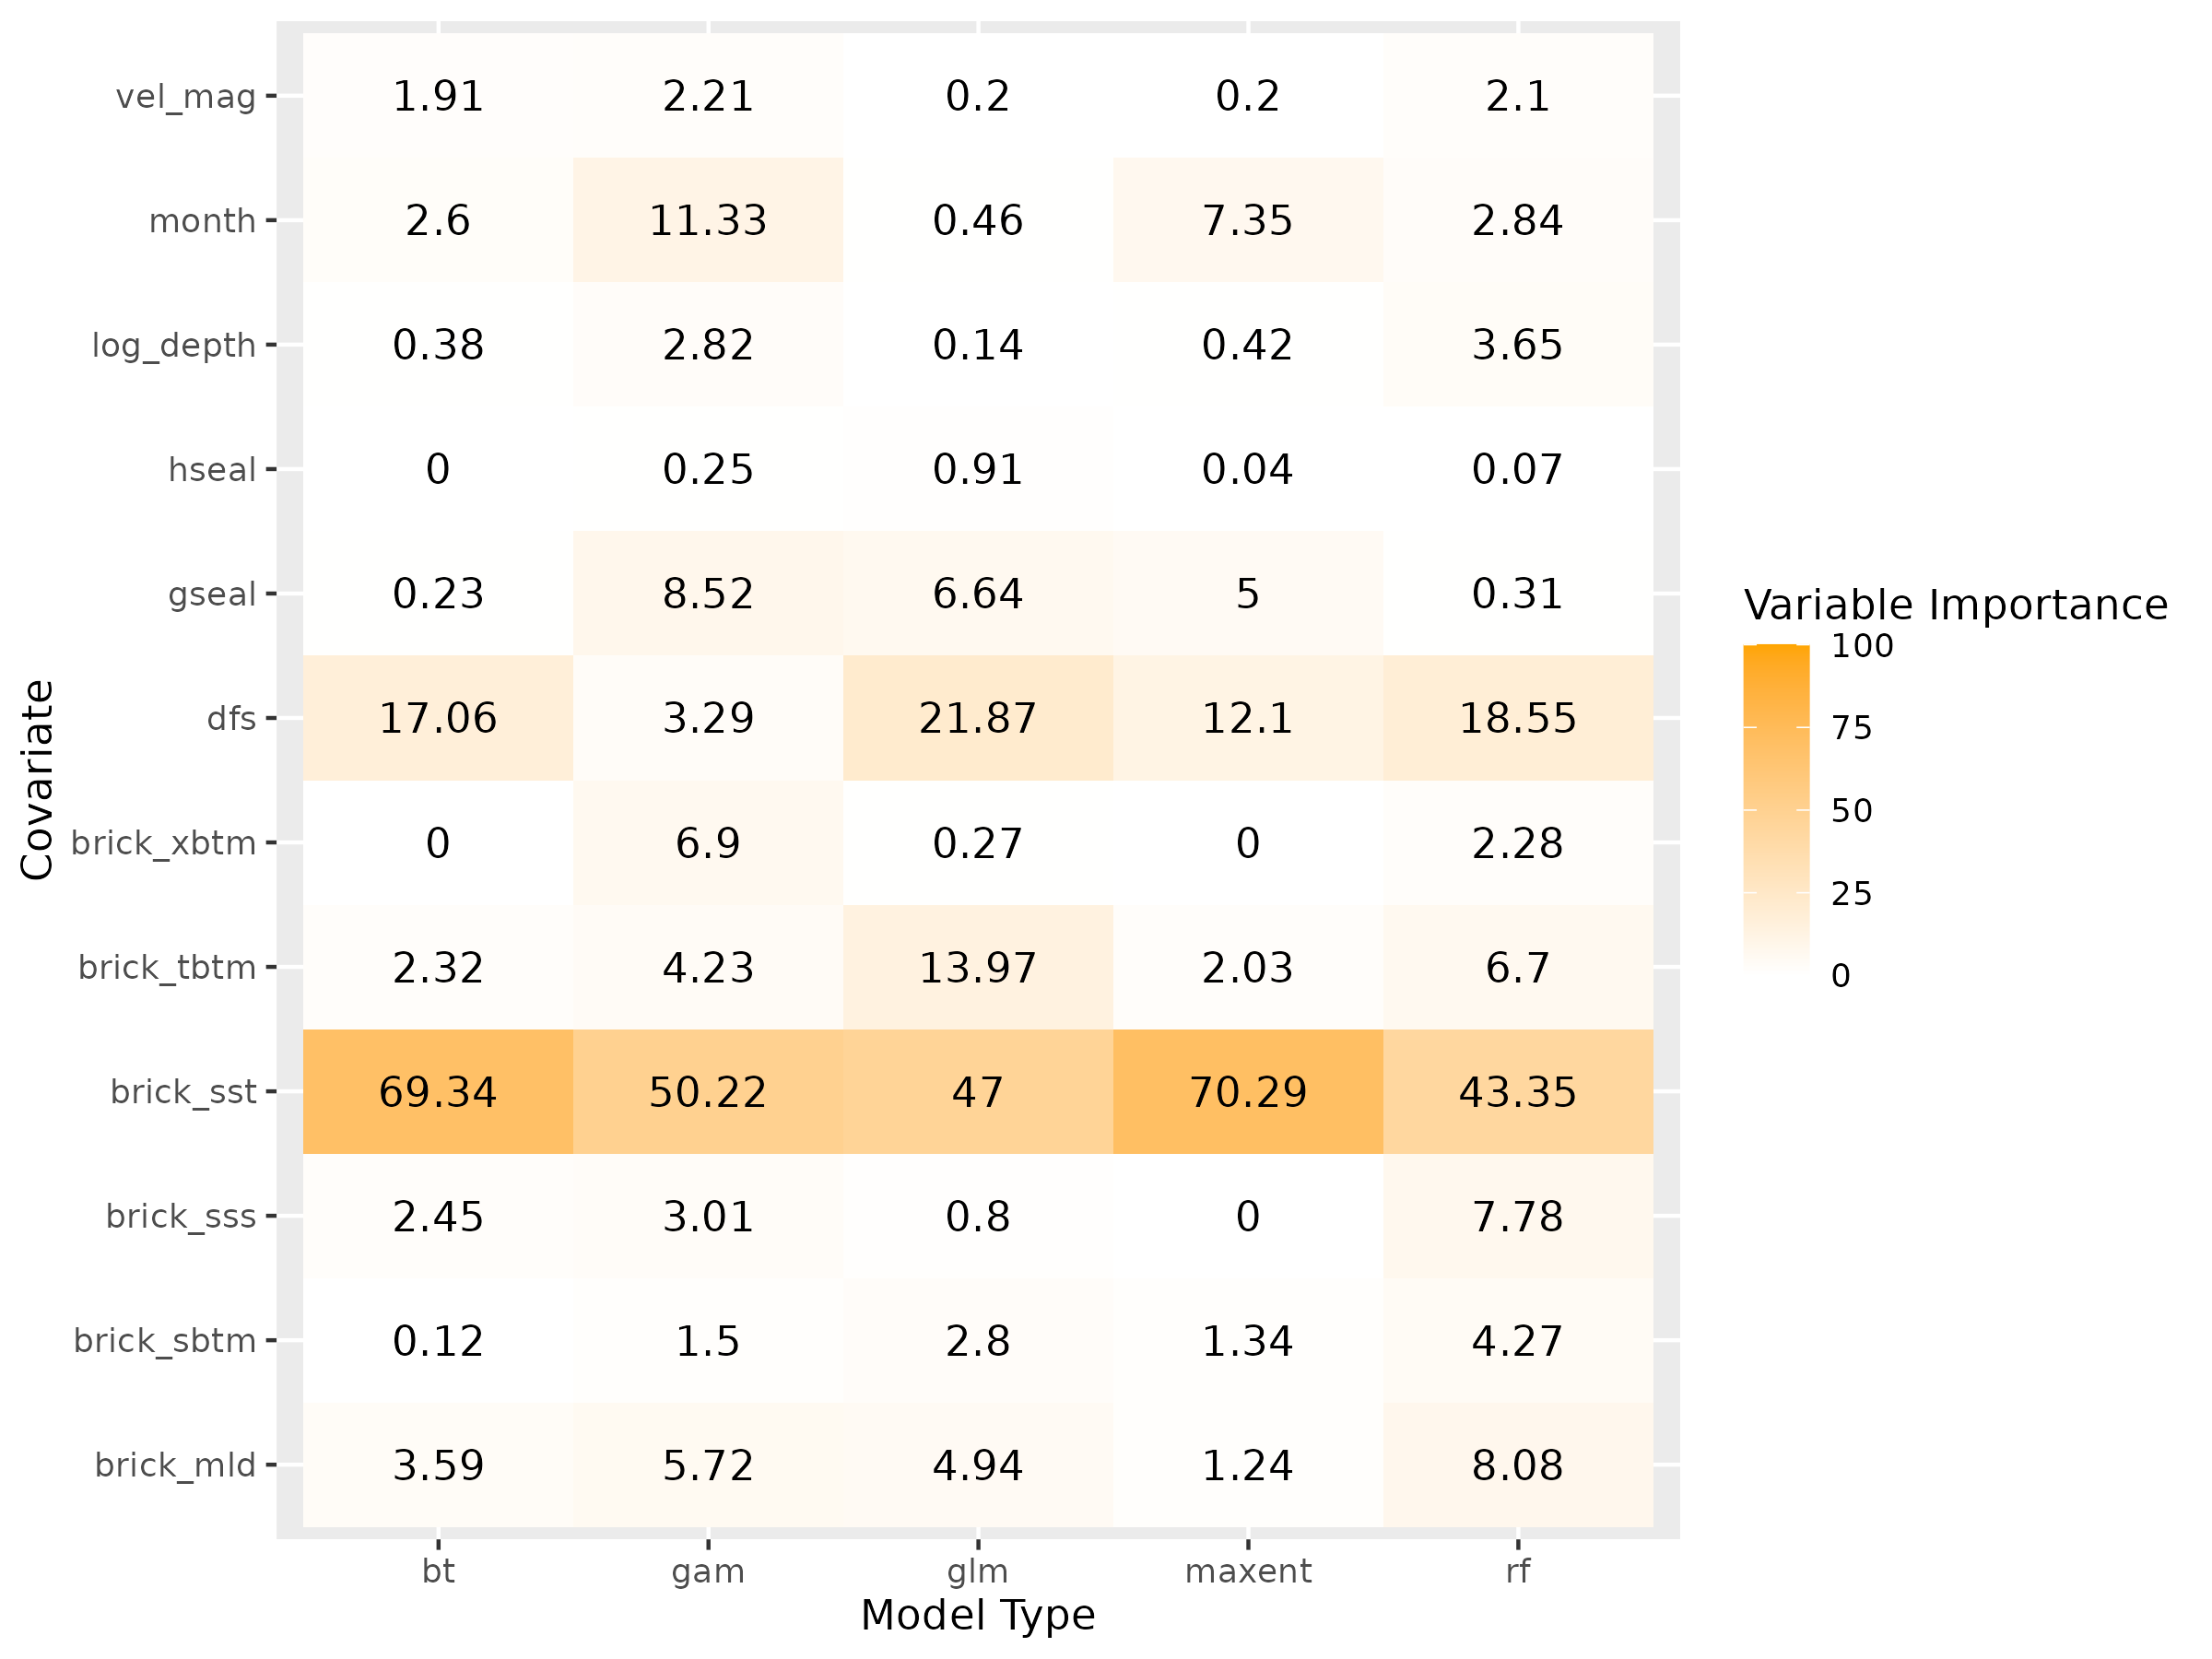 vel_mag 1.91 2.21 0.2 0.2 2.1
month 2.6 11.33 0.46 7.35 2.84
log_depth 0.38 2.82 0.14 0.42 3.65
hseal 0 0.25 0.91 0.04 0.07
gseal 0.23 8.52 6.64 5 0.31
dfs 17.06 3.29 21.87 12.1 18.55
brick_xbtm 0 6.9 0.27 0 2.28
brick_tbtm 2.32 4.23 13.97 2.03 6.7
brick_sst 69.34 50.22 47 70.29 43.35
brick_sss 2.45 3.01 0.8 0 7.78
brick_sbtm 0.12 1.5 2.8 1.34 4.27
brick_mld 3.59 5.72 4.94 1.24 8.08
bt gam glm maxent rf
Model Type
Covariate
Variable Importance
100
75
50
25
0